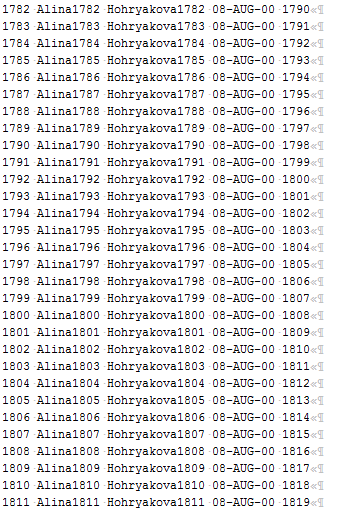 1782 Alina1782 Hohryakova1782 08-AUG-00 1790«¶
1783 Alina1783 Hohryakova1783 08-AUG-00 1791«¶
1784 Alina1784 Hohryakova1784 08-AUG-00 1792«¶
1785 Alina1785 Hohryakova1785 08-AUG-00 1793«¶
1786 Alina1786 Hohryakova1786 08-AUG-00 1794«¶
1787 Alina1787 Hohryakova1787 08-AUG-00 1795«¶
1788 Alina1788 Hohryakova1788 08-AUG-00 1796«¶
1789 Alina1789 Hohryakova1789 08-AUG-00 1797«¶
1790 Alina1790 Hohryakova1790 08-AUG-00 1798«¶
1791 Alina1791 Hohryakova1791 08-AUG-00 1799«¶
1792 Alina1792 Hohryakova1792 08-AUG-00 1800«¶
1793 Alina1793 Hohryakova1793 08-AUG-00 1801«¶
1794 Alina1794 Hohryakova1794 08-AUG-00 1802«¶
1795 Alina1795 Hohryakova1795 08-AUG-00 1803«¶
1796 Alina1796 Hohryakova1796 08-AUG-00 1804«¶
1797 Alina1797 Hohryakova1797 08-AUG-00 1805«¶
1798 Alina1798 Hohryakova1798 08-AUG-00 1806«¶
1799 Alina1799 Hohryakova1799 08-AUG-00 1807«¶
1800 Alina1800 Hohryakova1800 08-AUG-00 1808«¶
1801 Alina1801 Hohryakova1801 08-AUG-00 1809«¶
1802 Alina1802 Hohryakova1802 08-AUG-00 1810«¶
1803 Alina1803 Hohryakova1803 08-AUG-00 1811«¶
1804 Alina1804 Hohryakova1804 08-AUG-00 1812«¶
1805 Alina1805 Hohryakova1805 08-AUG-00 1813«¶
1806 Alina1806 Hohryakova1806 08-AUG-00 1814«¶
1807 Alina1807 Hohryakova1807 08-AUG-00 1815«¶
1808 Alina1808 Hohryakova1808 08-AUG-00 1816«¶
1809 Alina1809 Hohryakova1809 08-AUG-00 1817«¶
1810 Alina1810 Hohryakova1810 08-AUG-00 1818«¶
1811 Alina1811 Hohryakova1811 08-AUG-00 1819«¶